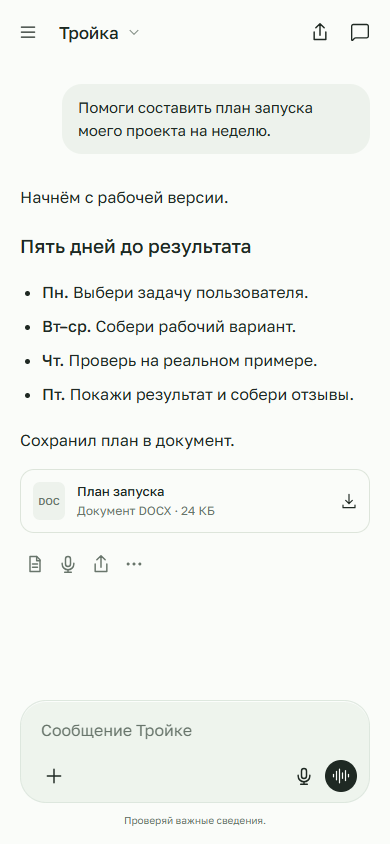 Тройка
Помоги составить план запуска
моего проекта на неделю.
Начнём с рабочей версии.
Пять дней до результата
• Пн. Выбери задачу пользователя.
• Вт–ср. Собери рабочий вариант.
• Чт. Проверь на реальном примере.
• Пт. Покажи результат и собери отзывы.
Сохранил план в документ.
DOC
План запуска
Документ DOCX · 24 КБ
Сообщение Тройке
Проверяй важные сведения.